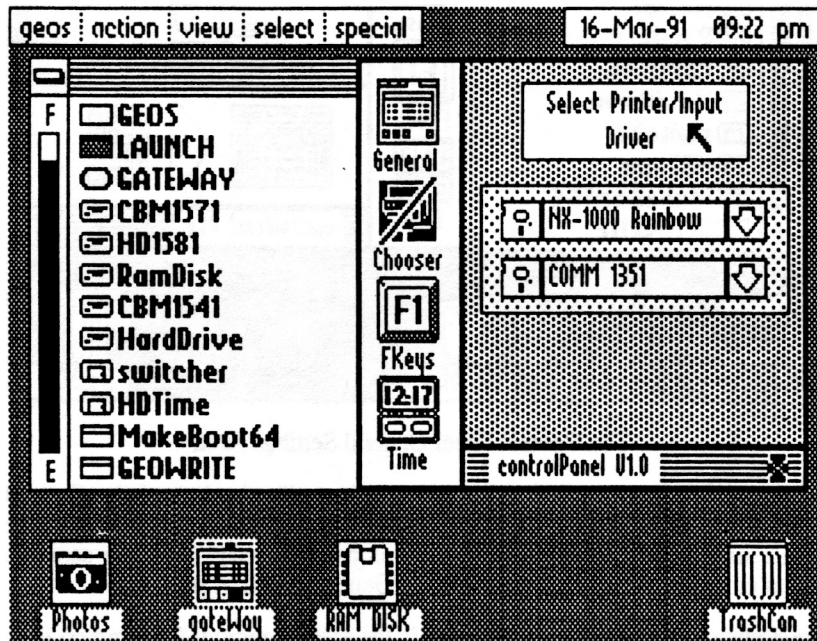 geos action view select special
16-Mar-91 09:22 pm
F
GEOS
LAUNCH
GATEWAY
CBM1571
HD1581
RamDisk
CBM1541
HardDrive
switcher
HDTime
MakeBoot64
GEOWRITE
E
General
Chooser
F1
FKeys
12:17
Time
Select Printer/Input
Driver
NX-1000 Rainbow
COMM 1351
controlPanel V1.0
Photos
gateWay
RAM DISK
TrashCan